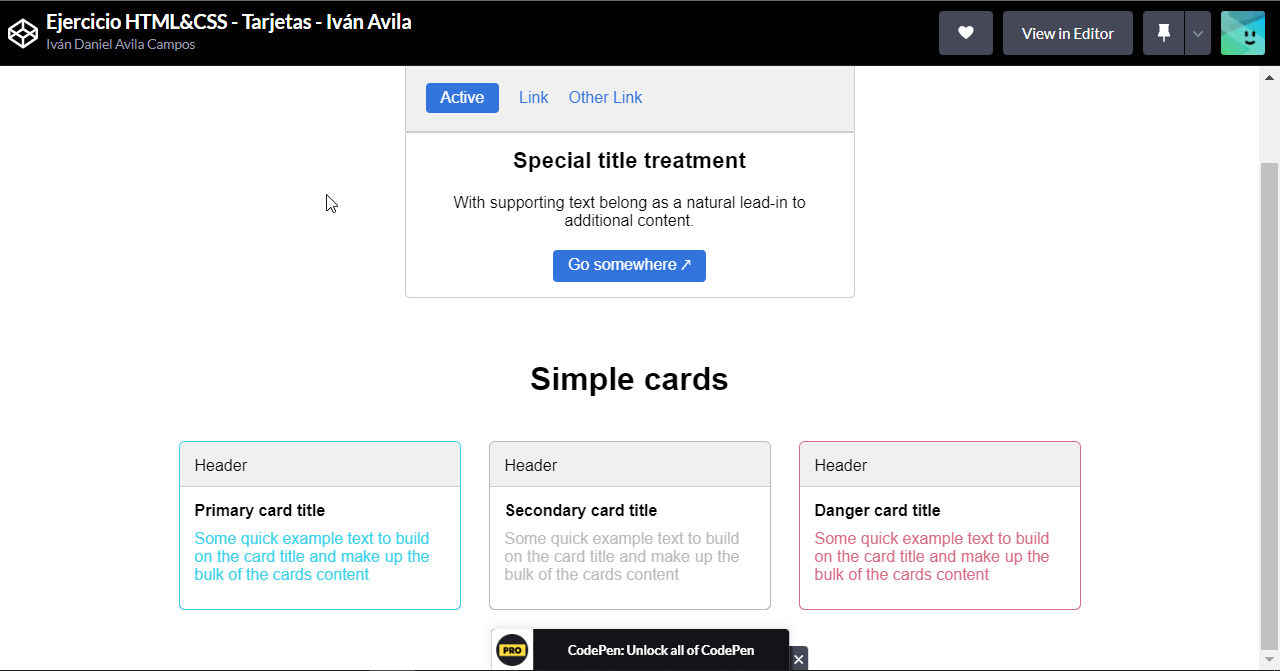 Ejercicio HTML&CSS - Tarjetas - Iván Avila
Iván Daniel Avila Campos
View in Editor
Active Link Other Link
Special title treatment
With supporting text belong as a natural lead-in to
additional content.
Go somewhere ↗
Simple cards
Header
Primary card title
Some quick example text to build
on the card title and make up the
bulk of the cards content
Header
Secondary card title
Some quick example text to build
on the card title and make up the
bulk of the cards content
Header
Danger card title
Some quick example text to build
on the card title and make up the
bulk of the cards content
PRO
CodePen: Unlock all of CodePen